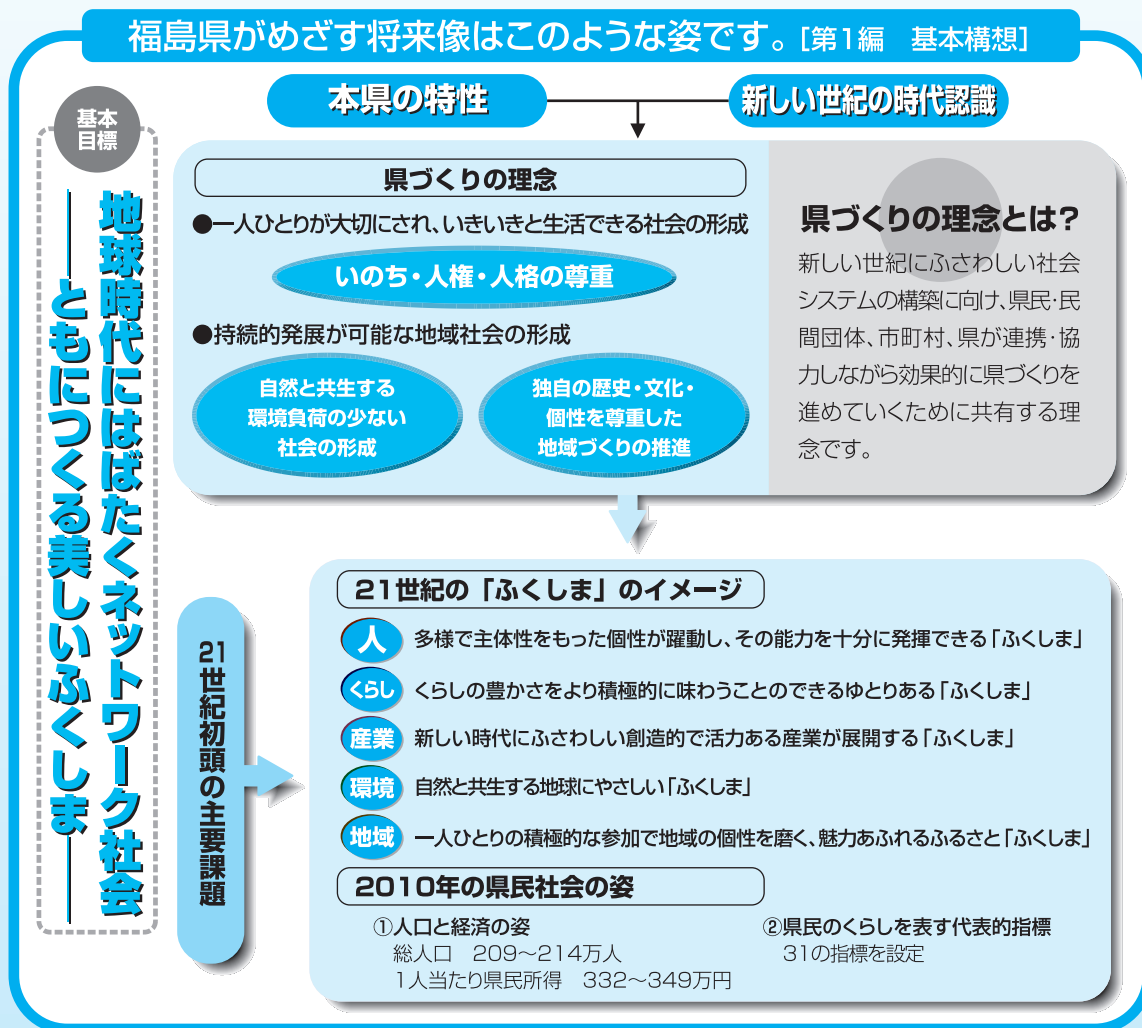 福島県がめざす将来像はこのような姿です。[第1編 基本構想]
基本
目標
地球時代にはばたくネットワーク社会
――ともにつくる美しいふくしま――
本県の特性
新しい世紀の時代認識
県づくりの理念
●一人ひとりが大切にされ、いきいきと生活できる社会の形成
いのち・人権・人格の尊重
●持続的発展が可能な地域社会の形成
自然と共生する
環境負荷の少ない
社会の形成
独自の歴史・文化・
個性を尊重した
地域づくりの推進
県づくりの理念とは?
新しい世紀にふさわしい社会
システムの構築に向け、県民・民
間団体、市町村、県が連携・協
力しながら効果的に県づくりを
進めていくために共有する理
念です。
21世紀初頭の主要課題
21世紀の「ふくしま」のイメージ
人 多様で主体性をもった個性が躍動し、その能力を十分に発揮できる「ふくしま」
くらし くらしの豊かさをより積極的に味わうことのできるゆとりある「ふくしま」
産業 新しい時代にふさわしい創造的で活力ある産業が展開する「ふくしま」
環境 自然と共生する地球にやさしい「ふくしま」
地域 一人ひとりの積極的な参加で地域の個性を磨く、魅力あふれるふるさと「ふくしま」
2010年の県民社会の姿
①人口と経済の姿
総人口 209~214万人
1人当たり県民所得 332~349万円
②県民のくらしを表す代表的指標
31の指標を設定